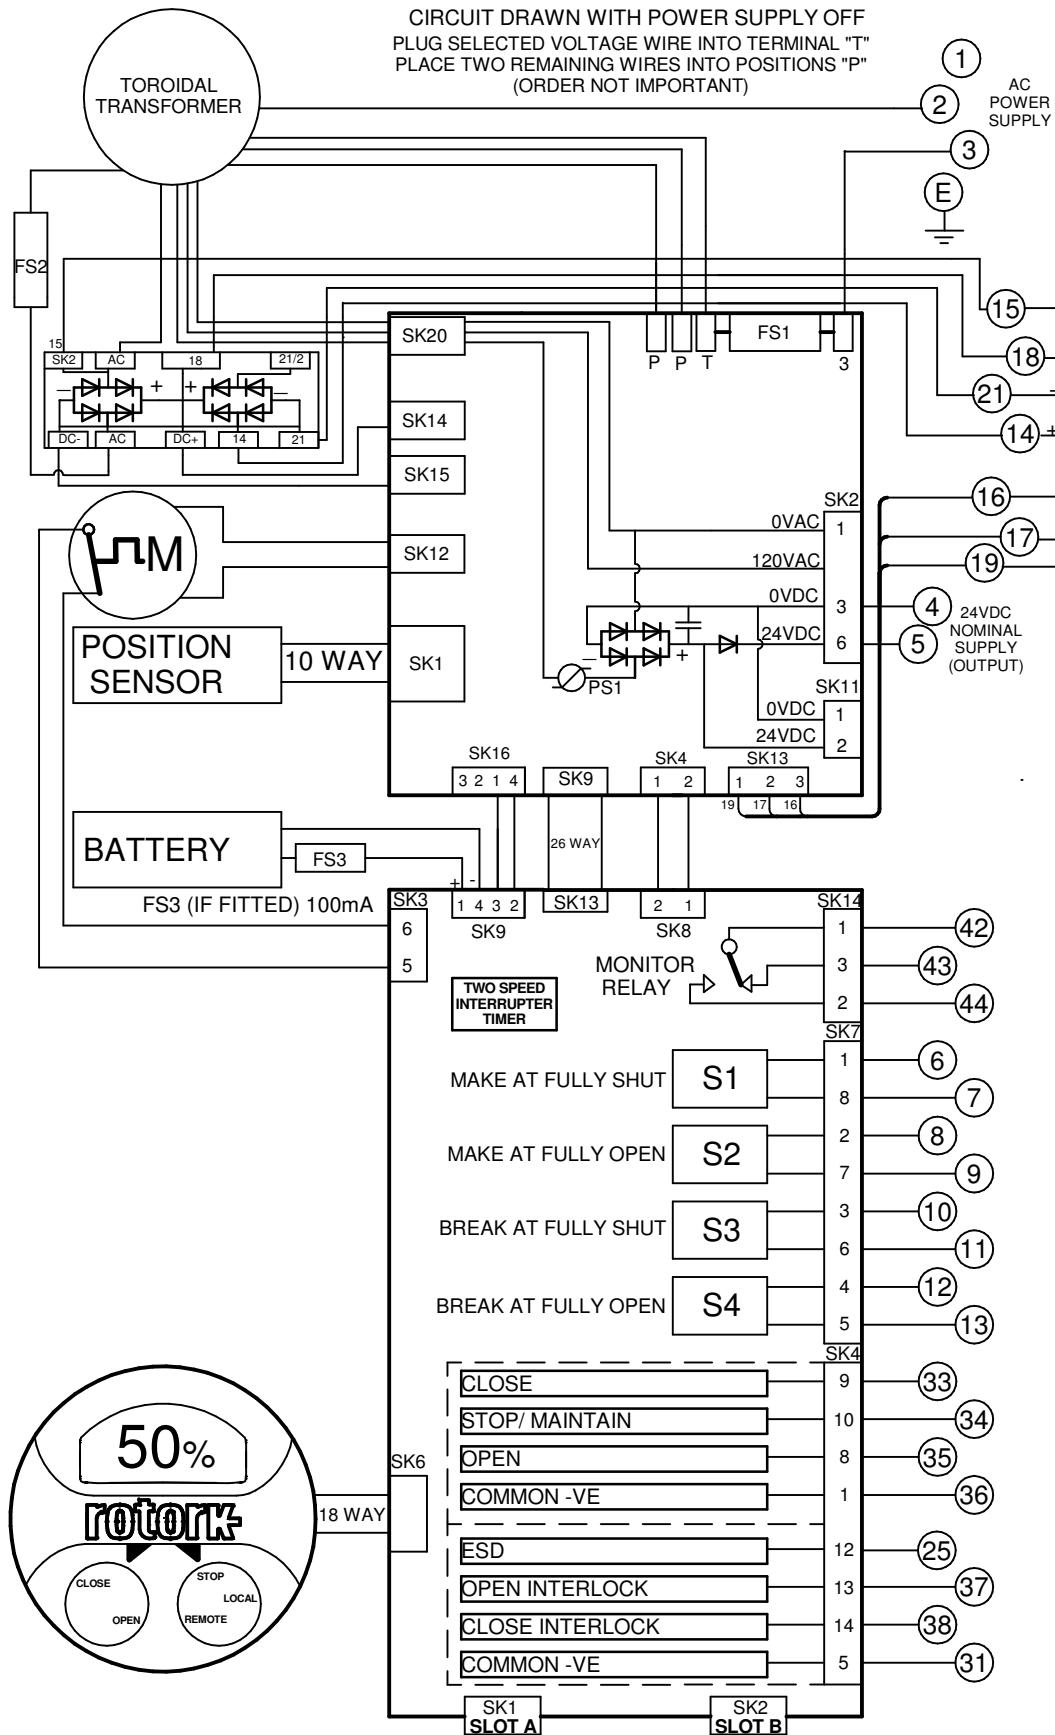 CIRCUIT DRAWN WITH POWER SUPPLY OFF
PLUG SELECTED VOLTAGE WIRE INTO TERMINAL "T"
PLACE TWO REMAINING WIRES INTO POSITIONS "P"
(ORDER NOT IMPORTANT)
TOROIDAL
TRANSFORMER
1
2
3
E
AC
POWER
SUPPLY
FS2
15
SK2
AC
18
21/2
−
+
+
−
DC-
AC
DC+
14
21
15
18
21
-
14
+
16
17
19
SK20
SK14
SK15
SK12
SK1
P
P
T
FS1
3
M
POSITION
SENSOR
10 WAY
SK2
0VAC
1
120VAC
0VDC
3
24VDC
6
4
5
24VDC
NOMINAL
SUPPLY
(OUTPUT)
−
+
PS1
SK11
0VDC
1
24VDC
2
SK16
3 2 1 4
SK9
SK4
1 2
SK13
1 2 3
19
17
16
26 WAY
BATTERY
FS3
FS3 (IF FITTED) 100mA
+
-
SK3
6
5
1 4 3 2
SK9
SK13
2 1
SK8
TWO SPEED
INTERRUPTER
TIMER
MONITOR
RELAY
SK14
1
3
2
42
43
44
SK7
MAKE AT FULLY SHUT
S1
1
8
6
7
MAKE AT FULLY OPEN
S2
2
7
8
9
BREAK AT FULLY SHUT
S3
3
6
10
11
BREAK AT FULLY OPEN
S4
4
5
12
13
SK4
CLOSE
9
33
STOP/ MAINTAIN
10
34
OPEN
8
35
COMMON -VE
1
36
ESD
12
25
OPEN INTERLOCK
13
37
CLOSE INTERLOCK
14
38
COMMON -VE
5
31
50%
rotork
CLOSE
OPEN
STOP
LOCAL
REMOTE
18 WAY
SK6
SK1
SLOT A
SK2
SLOT B